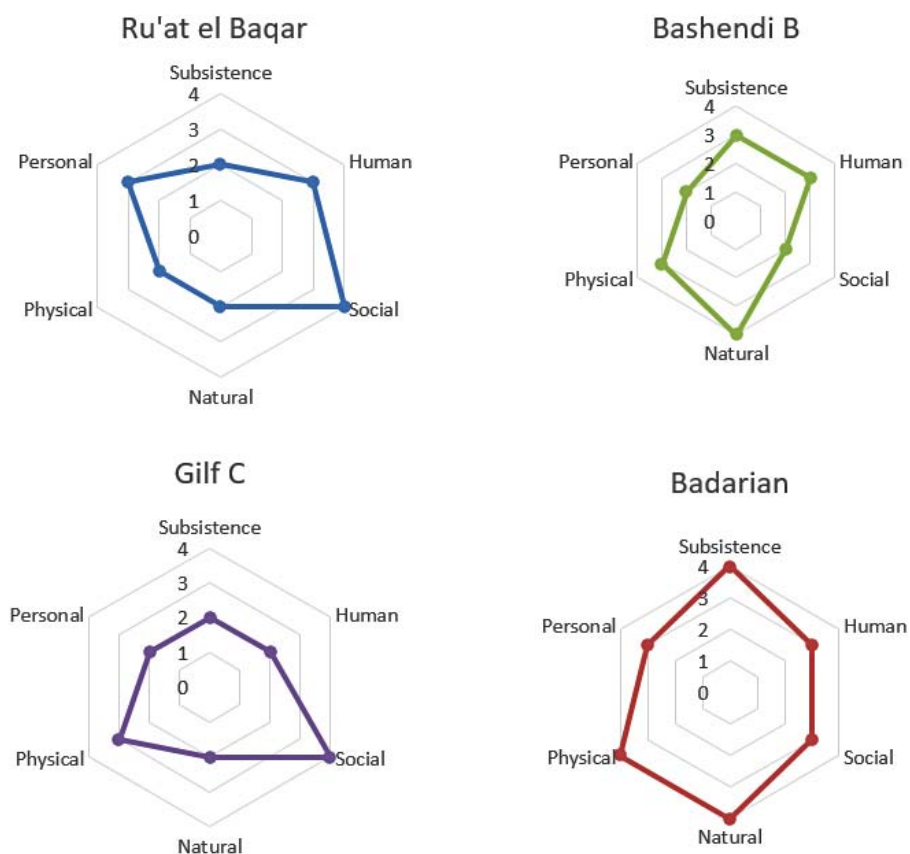 Ru'at el Baqar
Subsistence
4
3
2
1
0
Human
Social
Natural
Physical
Personal
Bashendi B
Subsistence
4
3
2
1
0
Human
Social
Natural
Physical
Personal
Gilf C
Subsistence
4
3
2
1
0
Human
Social
Natural
Physical
Personal
Badarian
Subsistence
4
3
2
1
0
Human
Social
Natural
Physical
Personal